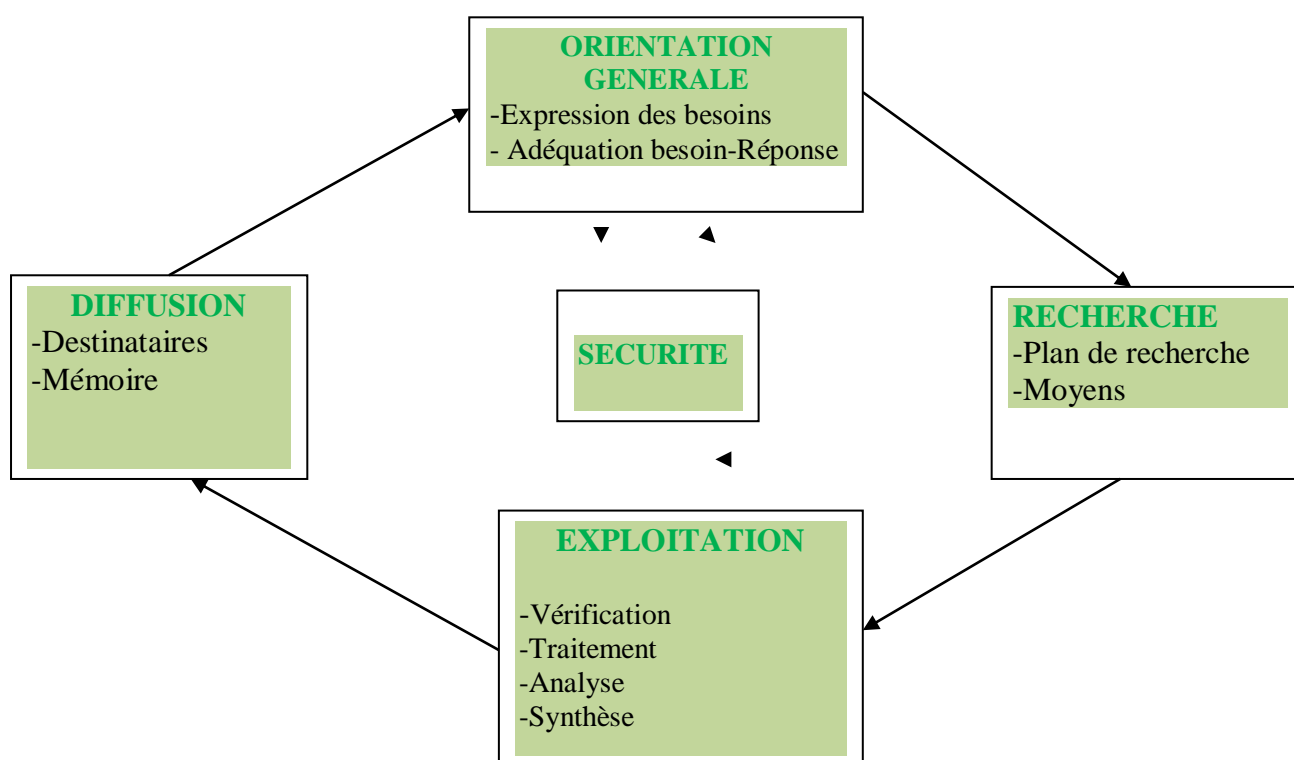 ORIENTATION
GENERALE
-Expression des besoins
- Adéquation besoin-Réponse
DIFFUSION
-Destinataires
-Mémoire
SECURITE
RECHERCHE
-Plan de recherche
-Moyens
EXPLOITATION
-Vérification
-Traitement
-Analyse
-Synthèse